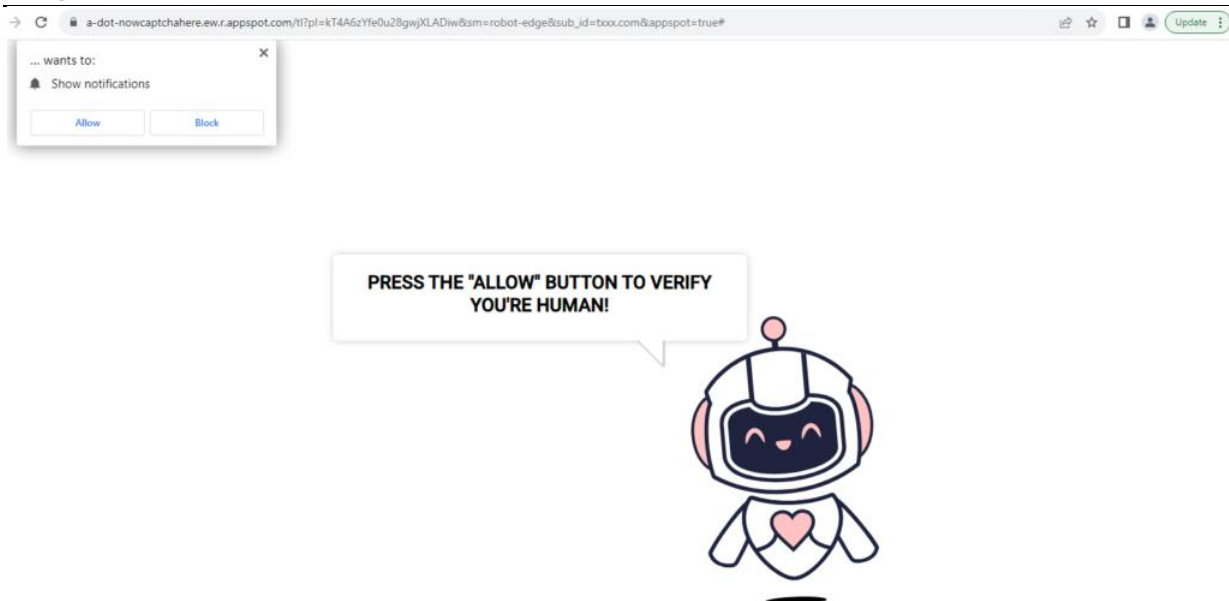 a-dot-nowcaptchahere.ew.r.appspot.com/tl?pl=kT4A6zYfe0u28gwjXLADiw&sm=robot-edge&sub_id=txxx.com&appspot=true#
Update
... wants to:
Show notifications
Allow
Block
PRESS THE "ALLOW" BUTTON TO VERIFY
YOU'RE HUMAN!